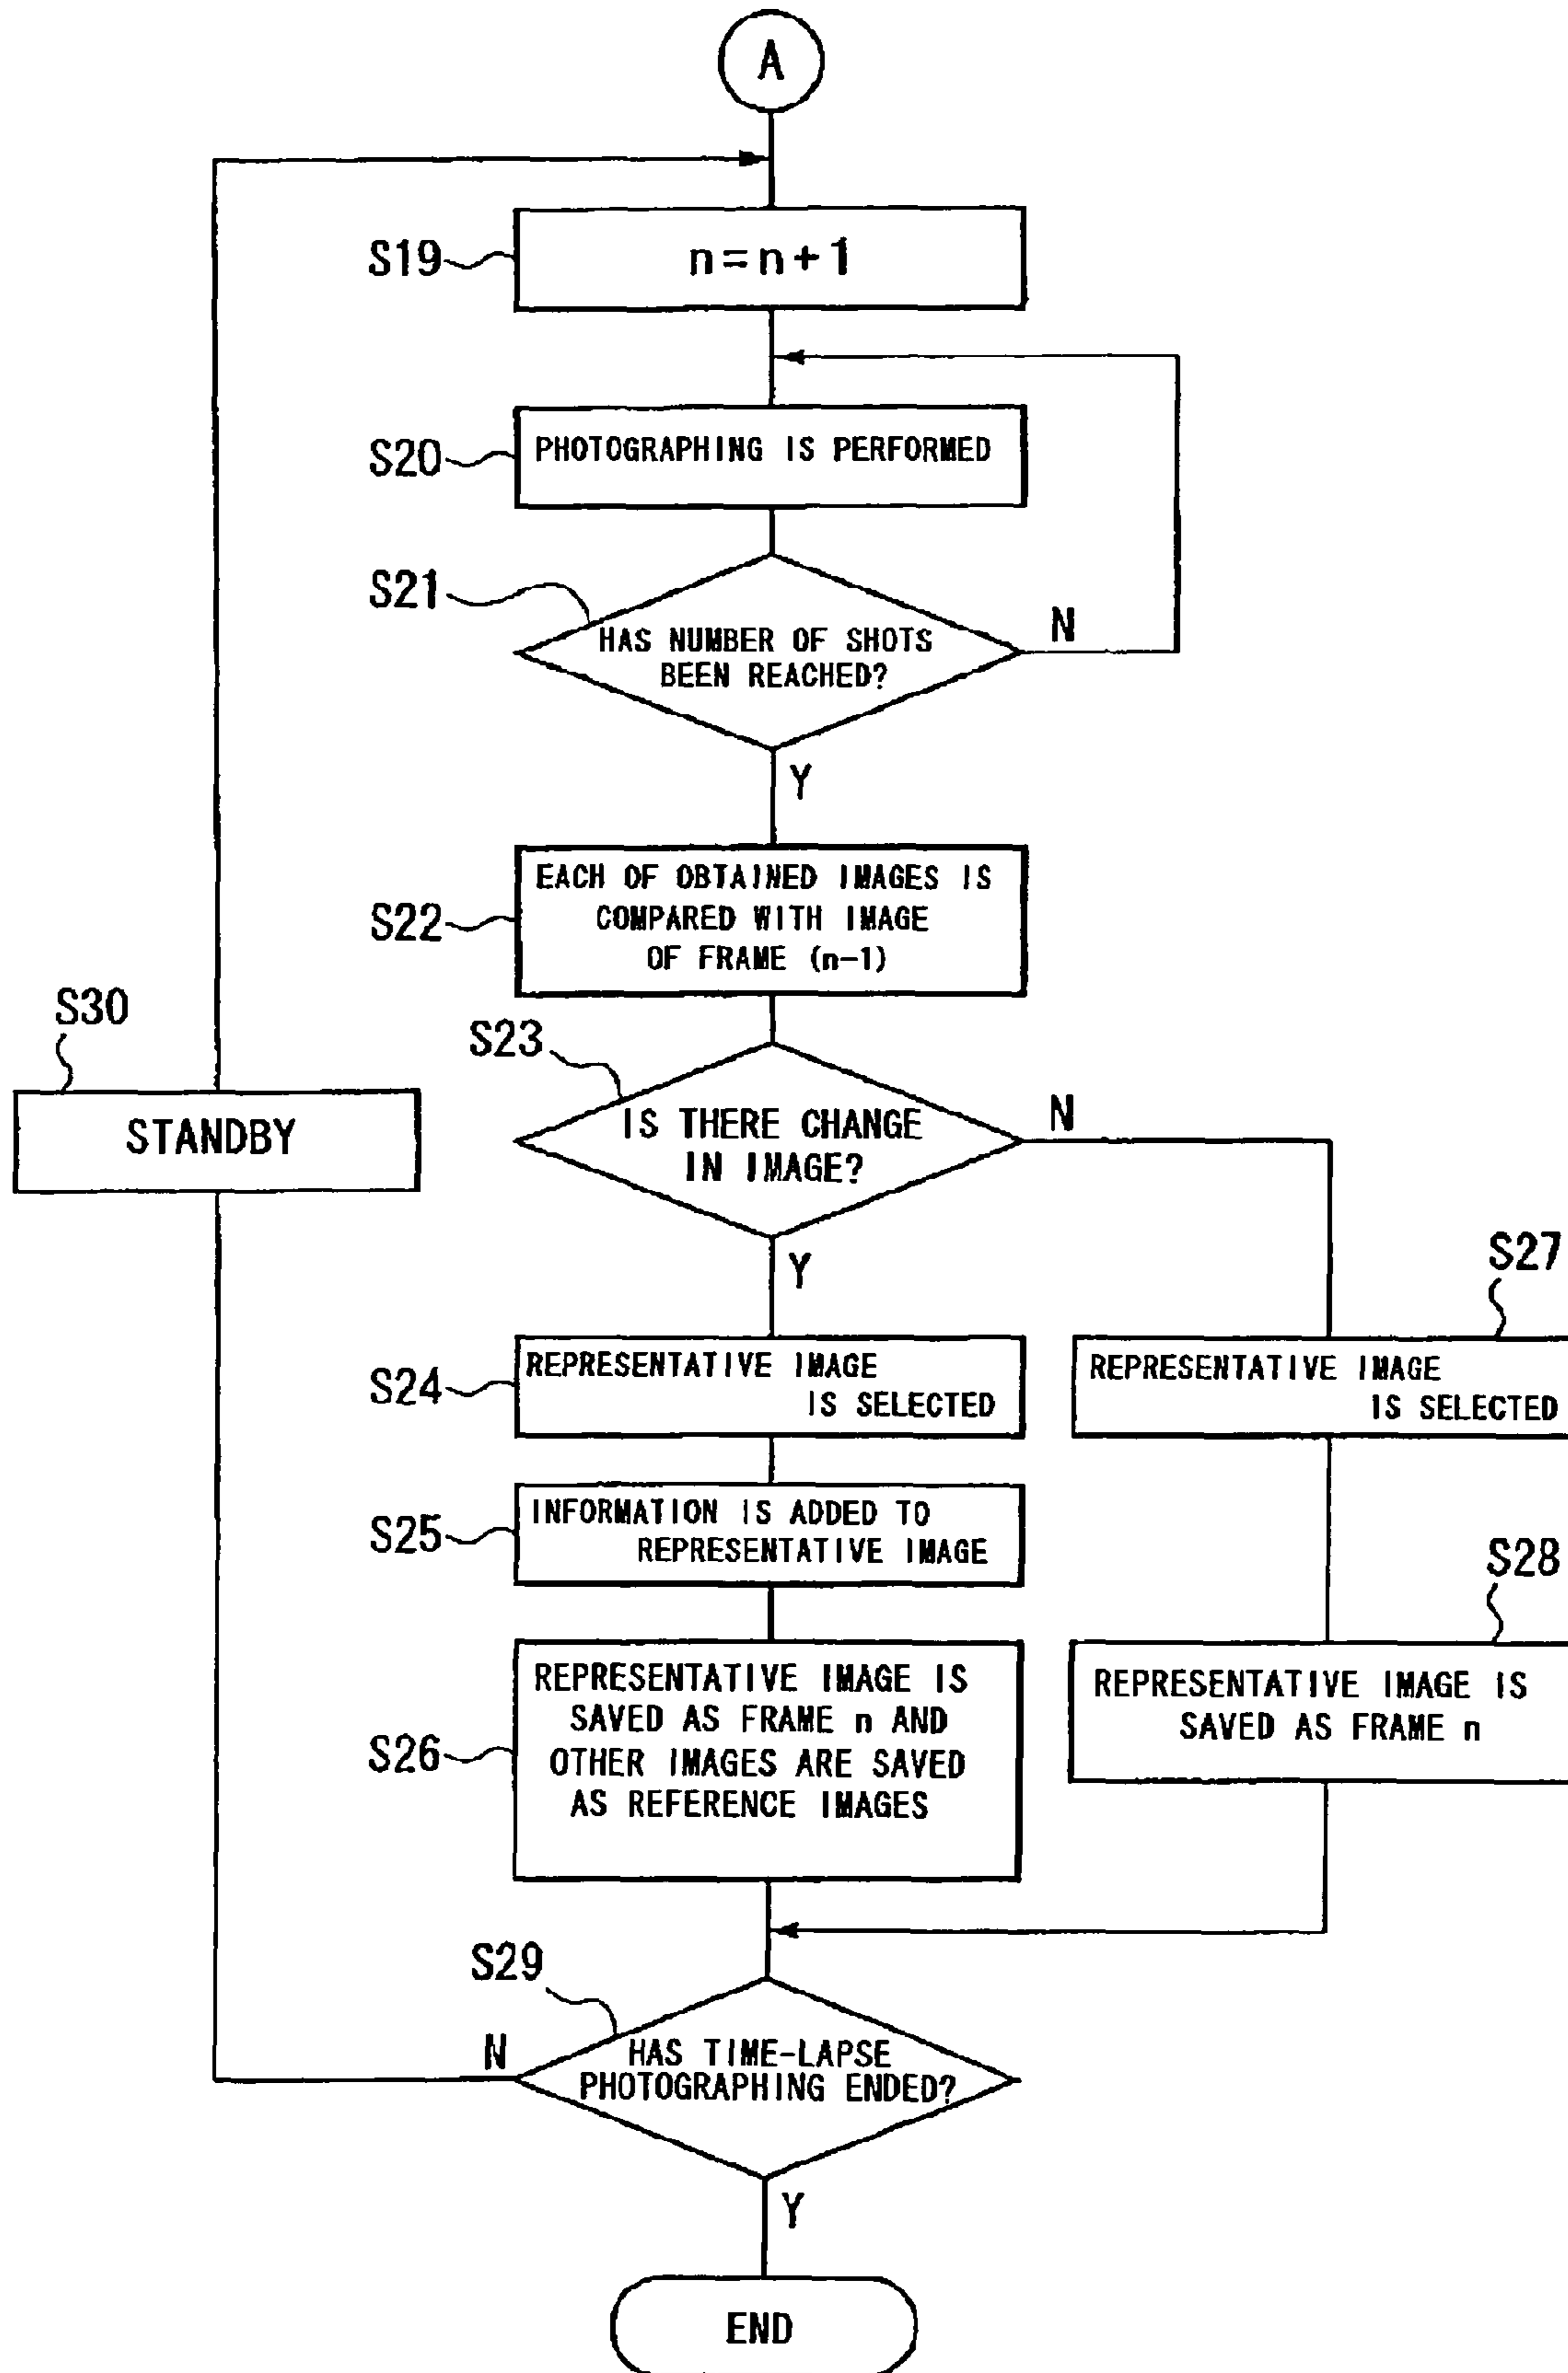 A
S19
n=n+1
S20
PHOTOGRAPHING IS PERFORMED
S21
HAS NUMBER OF SHOTS
BEEN REACHED?
N
Y
S22
EACH OF OBTAINED IMAGES IS
COMPARED WITH IMAGE
OF FRAME (n-1)
S30
STANDBY
S23
IS THERE CHANGE
IN IMAGE?
N
Y
S24
REPRESENTATIVE IMAGE
IS SELECTED
S27
REPRESENTATIVE IMAGE
IS SELECTED
S25
INFORMATION IS ADDED TO
REPRESENTATIVE IMAGE
S26
REPRESENTATIVE IMAGE IS
SAVED AS FRAME n AND
OTHER IMAGES ARE SAVED
AS REFERENCE IMAGES
S28
REPRESENTATIVE IMAGE IS
SAVED AS FRAME n
S29
HAS TIME-LAPSE
PHOTOGRAPHING ENDED?
N
Y
END